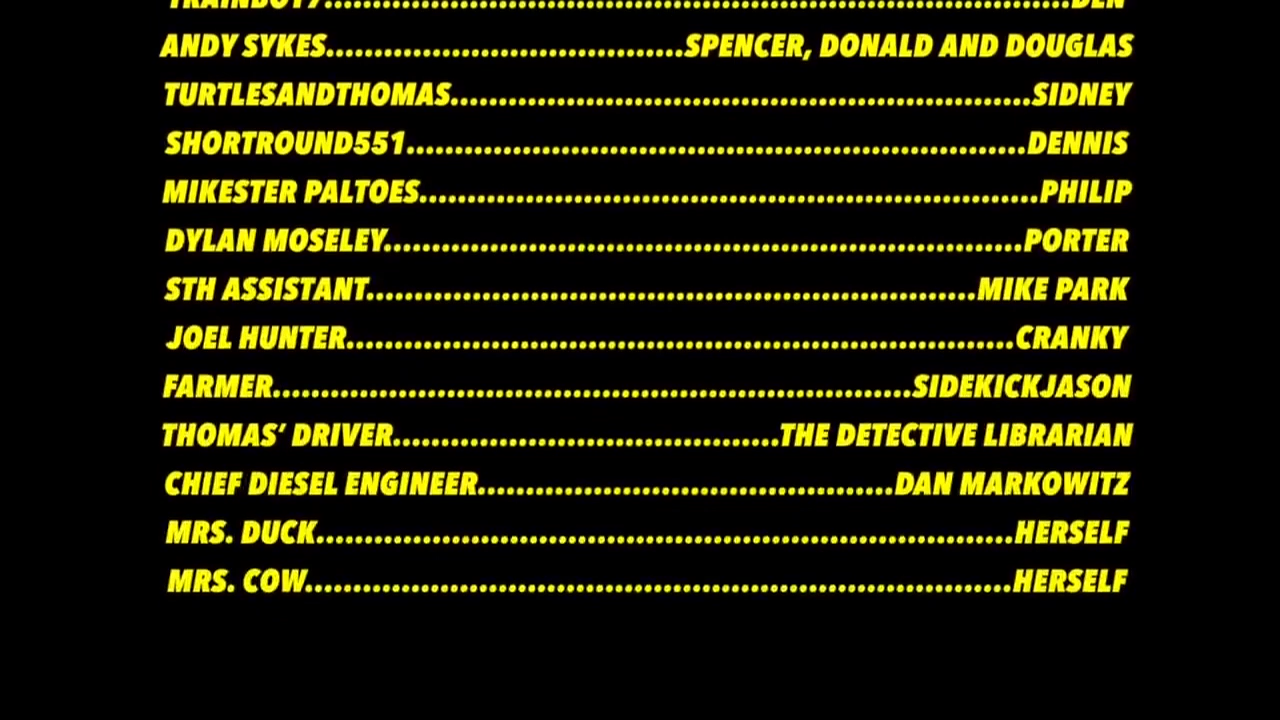 ANDY SYKES.....................................SPENCER, DONALD AND DOUGLAS
TURTLESANDTHOMAS............................................................SIDNEY
SHORTROUND551................................................................DENNIS
MIKESTER PALTOES................................................................PHILIP
DYLAN MOSELEY..................................................................PORTER
STH ASSISTANT...............................................................MIKE PARK
JOEL HUNTER.....................................................................CRANKY
FARMER..................................................................SIDEKICKJASON
THOMAS’ DRIVER........................................THE DETECTIVE LIBRARIAN
CHIEF DIESEL ENGINEER...........................................DAN MARKOWITZ
MRS. DUCK........................................................................HERSELF
MRS. COW.........................................................................HERSELF